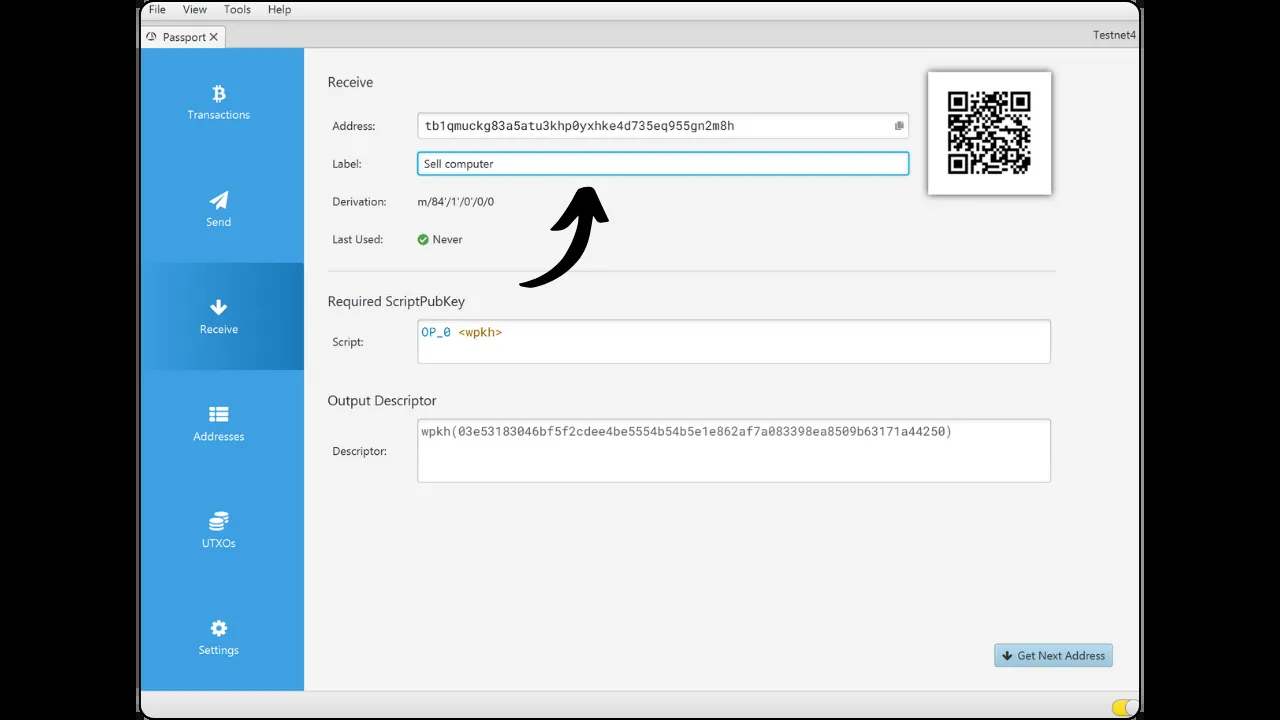 File View Tools Help
Passport
Testnet4
Transactions
Send
Receive
Addresses
UTXOs
Settings
Receive
Address: tb1qmuckg83a5atu3khp0yxhke4d735eq955gn2m8h
Label: Sell computer
Derivation: m/84'/1'/0'/0/0
Last Used: Never
Required ScriptPubKey
Script: OP_0 <wpkh>
Output Descriptor
Descriptor: wpkh(03e53183046bf5f2cdee4be5554b54b5e1e862af7a083398ea8509b63171a44250)
Get Next Address